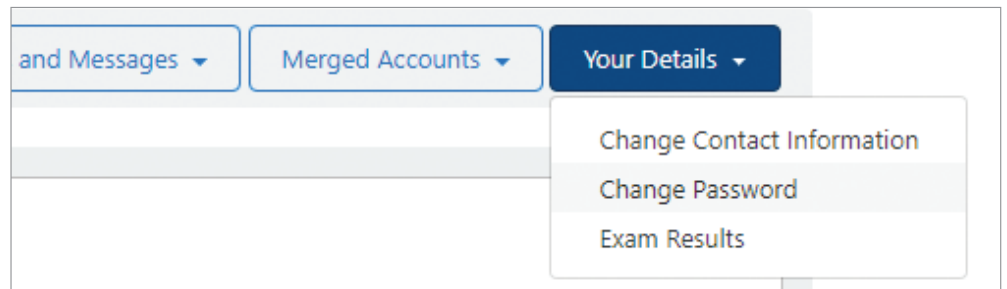 and Messages
Merged Accounts
Your Details
Change Contact Information
Change Password
Exam Results